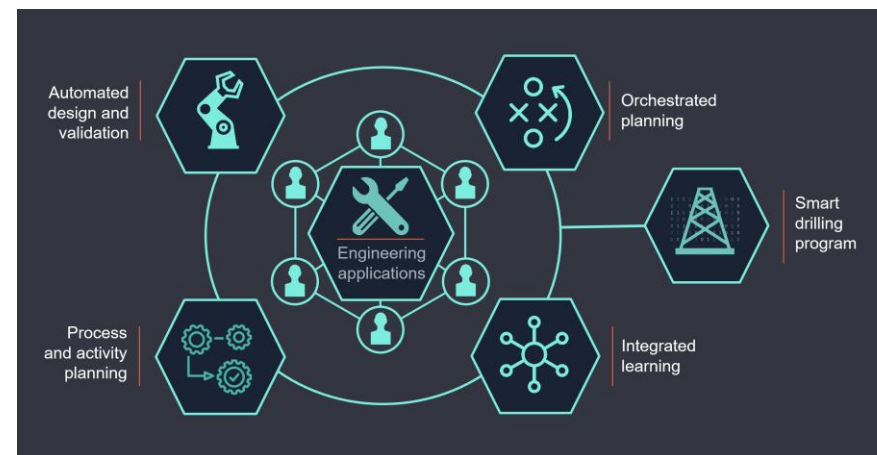 Automated
design and
validation
Orchestrated
planning
Smart
drilling
program
Engineering
applications
Process
and activity
planning
Integrated
learning